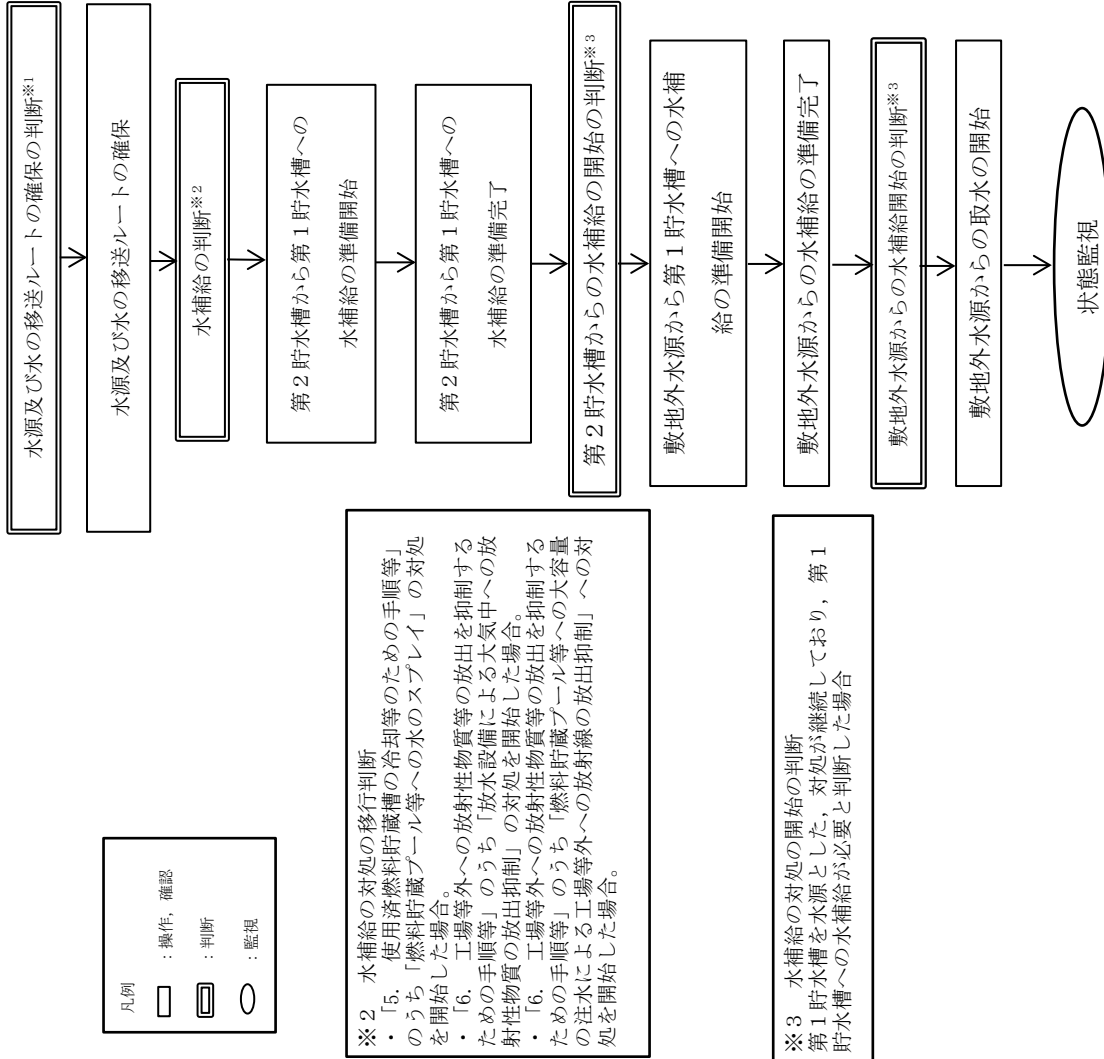 水源及び水の移送ルートの確保の判断※1
水源及び水の移送ルートの確保
水補給の判断※2
第2貯水槽から第1貯水槽への
水補給の準備開始
第2貯水槽から第1貯水槽への
水補給の準備完了
第2貯水槽からの水補給の開始の判断※3
敷地外水源から第1貯水槽への水補
給の準備開始
敷地外水源からの水補給の準備完了
敷地外水源からの水補給開始の判断※3
敷地外水源からの取水の開始
状態監視
凡例
:操作,確認
:判断
:監視
※2 水補給の対処の移行判断
・「5. 使用済燃料貯蔵槽の冷却等のための手順等」
のうち「燃料貯蔵プール等への水のスプレイ」の対処
を開始した場合。
・「6. 工場等外への放射性物質等の放出を抑制する
ための手順等」のうち「放水設備による大気中への放
射性物質の放出抑制」の対処を開始した場合。
・「6. 工場等外への放射性物質等の放出を抑制する
ための手順等」のうち「燃料貯蔵プール等への大容量
の注水による工場等外への放射線の放出抑制」への対
処を開始した場合。
※3 水補給の対処の開始の判断
第1貯水槽を水源とした,対処が継続しており,第1
貯水槽への水補給が必要と判断した場合